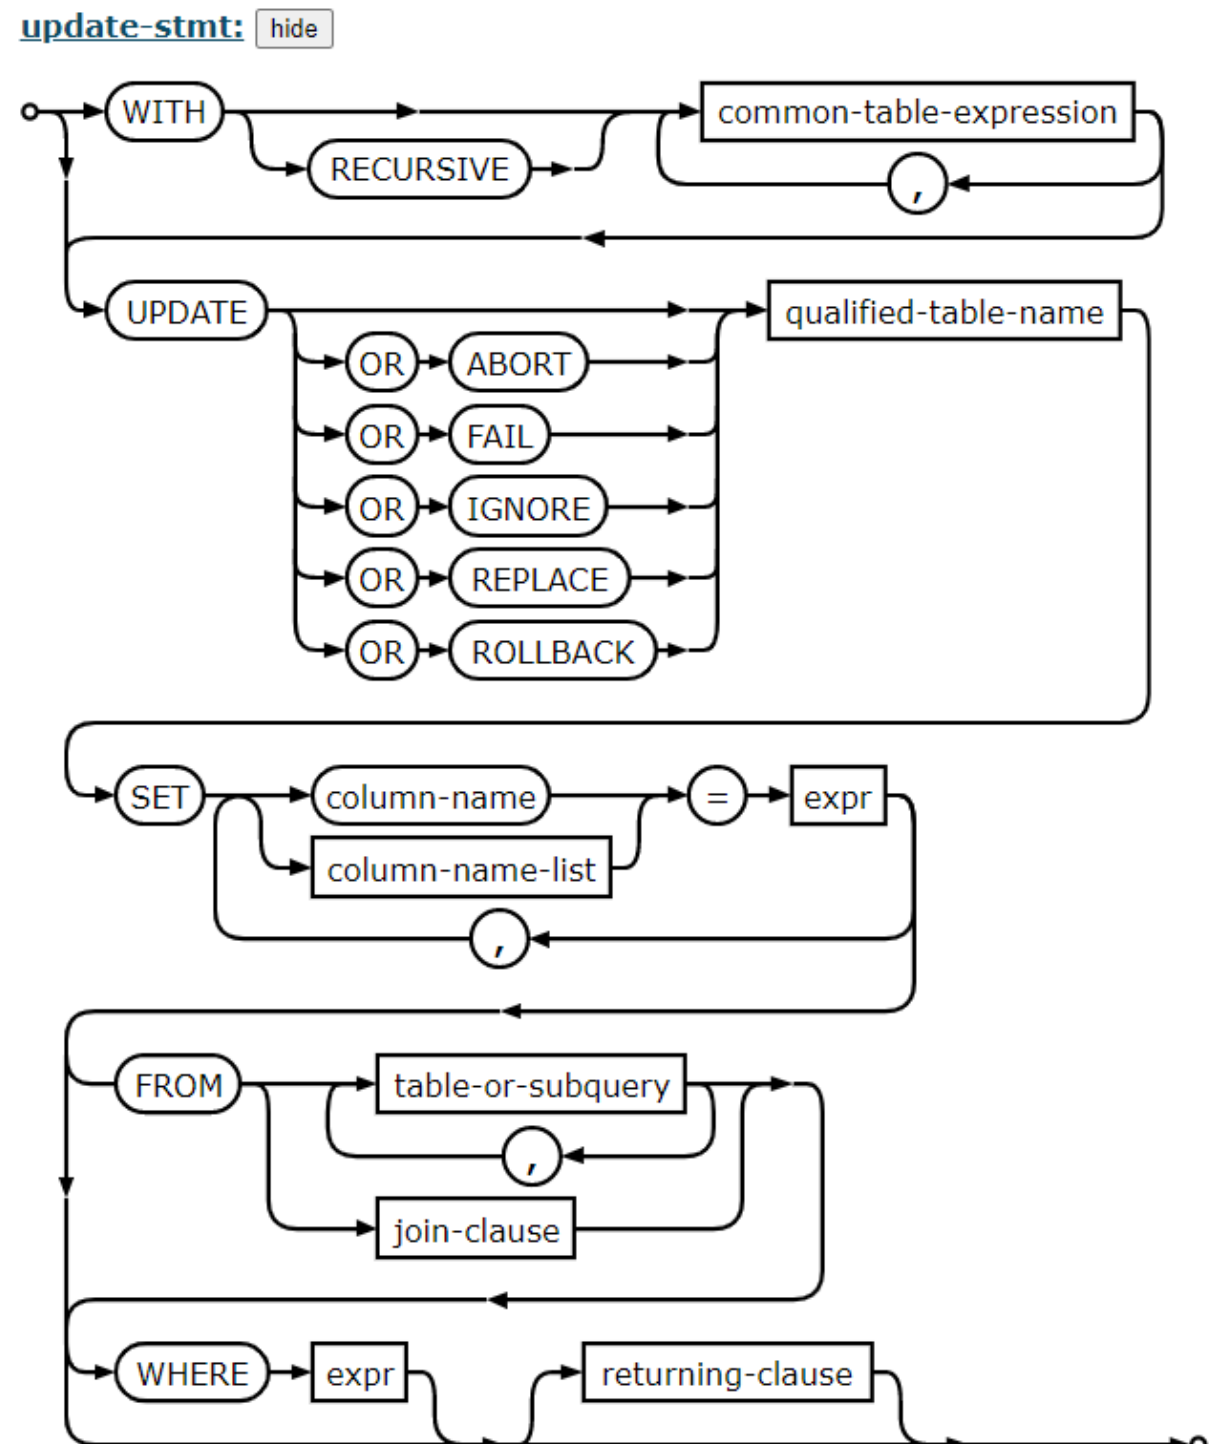 update-stmt: hide
WITH common-table-expression
RECURSIVE
,
UPDATE qualified-table-name
OR ABORT
OR FAIL
OR IGNORE
OR REPLACE
OR ROLLBACK
SET column-name = expr
column-name-list
,
FROM table-or-subquery
,
join-clause
WHERE expr returning-clause